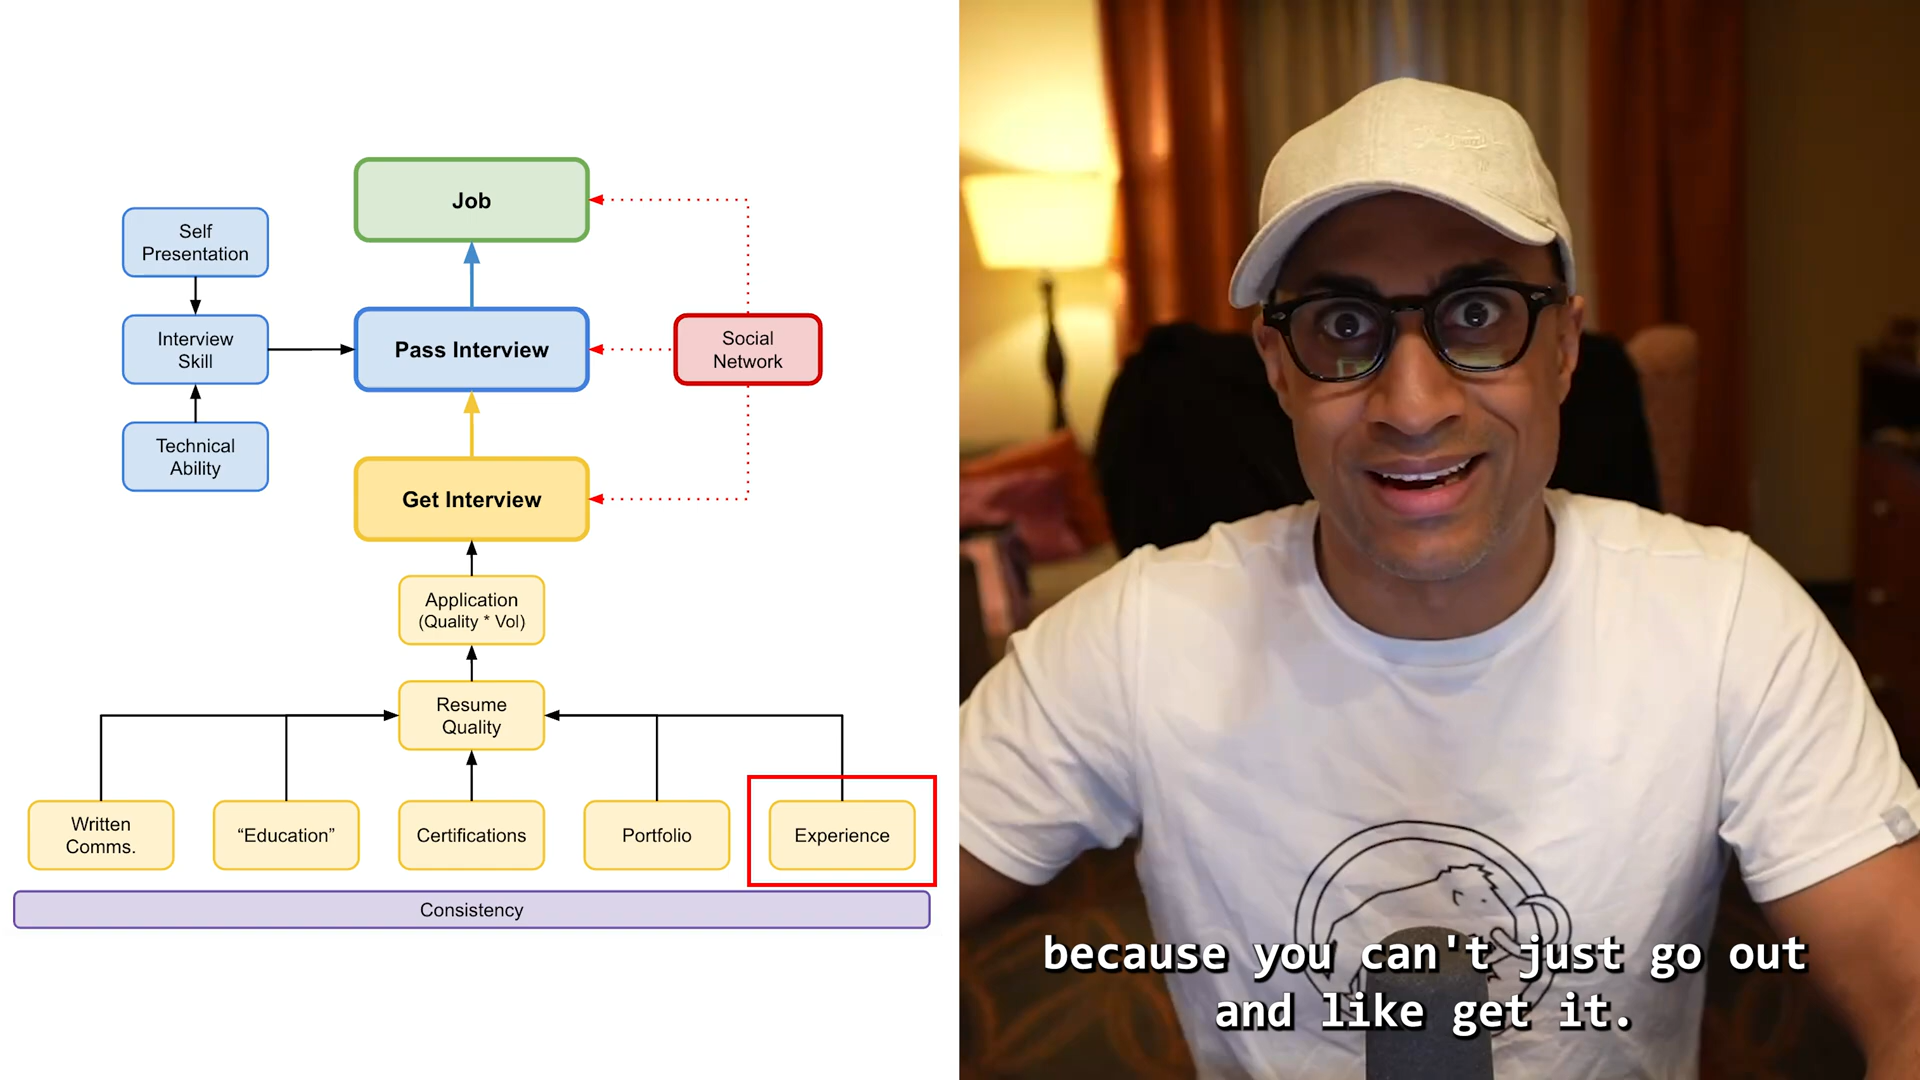 Job
Self
Presentation
Interview
Skill
Pass Interview
Social
Network
Technical
Ability
Get Interview
Application
(Quality * Vol)
Resume
Quality
Written
Comms.
“Education”
Certifications
Portfolio
Experience
Consistency
because you can't just go out
and like get it.